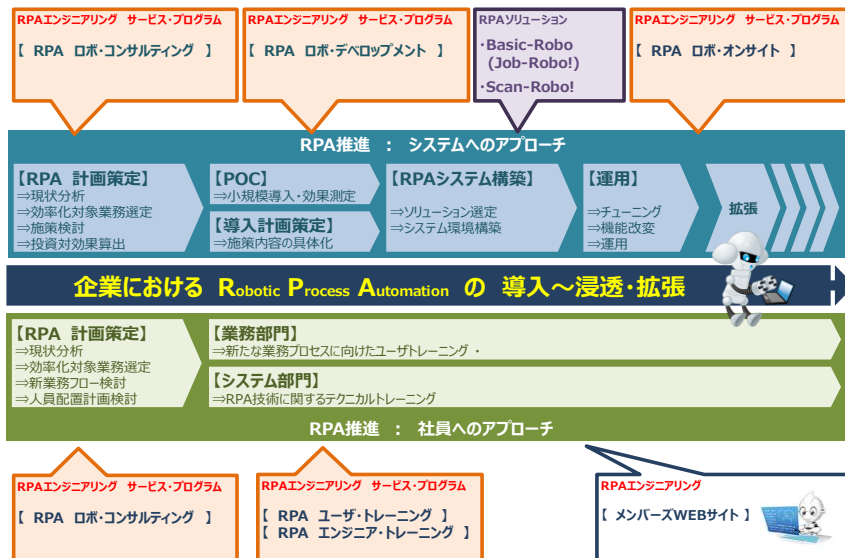 RPAエンジニアリング サービス・プログラム
【 RPA ロボ・コンサルティング 】
RPAエンジニアリング サービス・プログラム
【 RPA ロボ・デベロップメント 】
RPAソリューション
・Basic-Robo
(Job-Robo!)
・Scan-Robo!
RPAエンジニアリング サービス・プログラム
【 RPA ロボ・オンサイト 】
RPA推進 : システムへのアプローチ
【RPA 計画策定】
⇒現状分析
⇒効率化対象業務選定
⇒施策検討
⇒投資対効果算出
【POC】
⇒小規模導入・効果測定
【導入計画策定】
⇒施策内容の具体化
【RPAシステム構築】
⇒ソリューション選定
⇒システム環境構築
【運用】
⇒チューニング
⇒機能改変
⇒運用
拡張
企業における Robotic Process Automation の 導入～浸透・拡張
【RPA 計画策定】
⇒現状分析
⇒効率化対象業務選定
⇒新業務フロー検討
⇒人員配置計画検討
【業務部門】
⇒新たな業務プロセスに向けたユーザトレーニング ・
【システム部門】
⇒RPA技術に関するテクニカルトレーニング
RPA推進 : 社員へのアプローチ
RPAエンジニアリング サービス・プログラム
【 RPA ロボ・コンサルティング 】
RPAエンジニアリング サービス・プログラム
【 RPA ユーザ・トレーニング 】
【 RPA エンジニア・トレーニング 】
RPAエンジニアリング
【 メンバーズWEBサイト 】